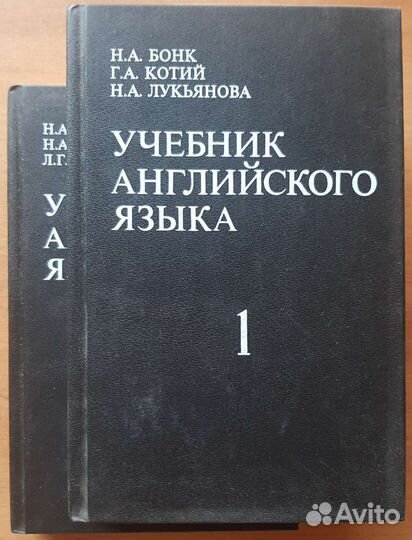 Н.А. БОНК
Г.А. КОТИЙ
Н.А. ЛУКЬЯНОВА
УЧЕБНИК
АНГЛИЙСКОГО
ЯЗЫКА
1
Н.А
Н.А
Л.Г.
У
А
Я
Avito